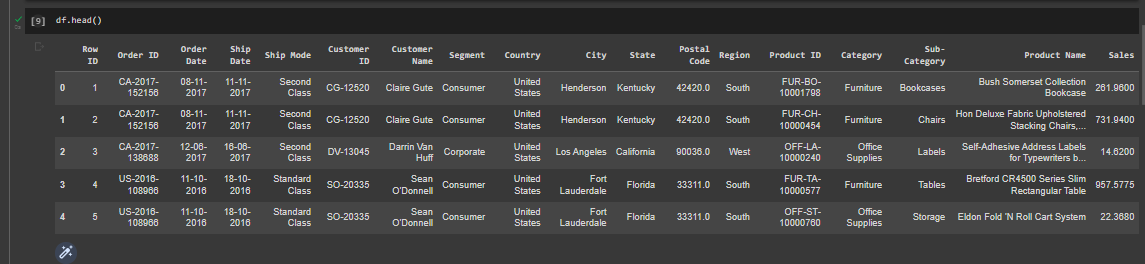 [9] df.head()
Row ID Order ID Order Date Ship Date Ship Mode Customer ID Customer Name Segment Country City State Postal Code Region Product ID Category Sub-Category Product Name Sales
0 1 CA-2017-152156 08-11-2017 11-11-2017 Second Class CG-12520 Claire Gute Consumer United States Henderson Kentucky 42420.0 South FUR-BO-10001798 Furniture Bookcases Bush Somerset Collection Bookcase 261.9600
1 2 CA-2017-152156 08-11-2017 11-11-2017 Second Class CG-12520 Claire Gute Consumer United States Henderson Kentucky 42420.0 South FUR-CH-10000454 Furniture Chairs Hon Deluxe Fabric Upholstered Stacking Chairs,... 731.9400
2 3 CA-2017-138688 12-06-2017 16-06-2017 Second Class DV-13045 Darrin Van Huff Corporate United States Los Angeles California 90036.0 West OFF-LA-10000240 Office Supplies Labels Self-Adhesive Address Labels for Typewriters b... 14.6200
3 4 US-2016-108966 11-10-2016 18-10-2016 Standard Class SO-20335 Sean O'Donnell Consumer United States Fort Lauderdale Florida 33311.0 South FUR-TA-10000577 Furniture Tables Bretford CR4500 Series Slim Rectangular Table 957.5775
4 5 US-2016-108966 11-10-2016 18-10-2016 Standard Class SO-20335 Sean O'Donnell Consumer United States Fort Lauderdale Florida 33311.0 South OFF-ST-10000760 Office Supplies Storage Eldon Fold 'N Roll Cart System 22.3680